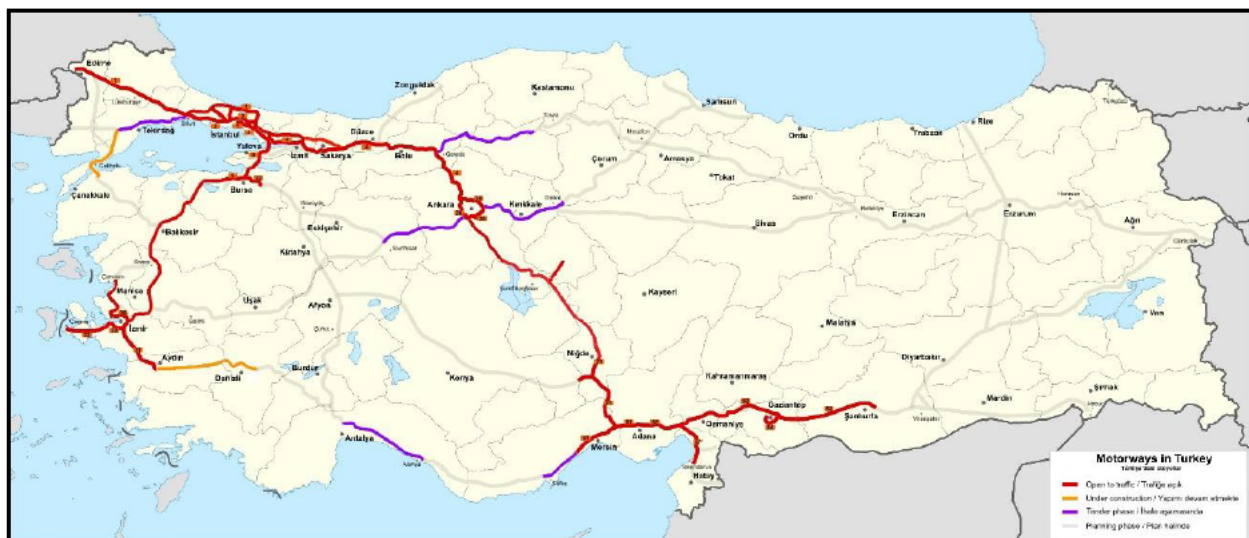 Edirne
Tekirdağ
Silivri
İstanbul
Yalova
İzmit
Sakarya
Düzce
Bolu
Gerede
Zonguldak
Kastamonu
Samsun
Ordu
Trabzon
Rize
Çorum
Amasya
Tokat
Çanakkale
Bursa
Balıkesir
Eskişehir
Kütahya
Ankara
Kırıkkale
Sivas
Erzincan
Erzurum
Ağrı
Manisa
Uşak
Afyon
Kayseri
Malatya
Van
İzmir
Aydın
Denizli
Burdur
Konya
Niğde
Kahramanmaraş
Diyarbakır
Gaziantep
Şanlıurfa
Mardin
Şırnak
Antalya
Mersin
Adana
Osmaniye
Hatay
Motorways in Turkey
Open to traffic / Trafiğe açık
Under construction / Yapımı devam etmekte
Tender phase / İhale aşamasında
Planning phase / Plan halinde